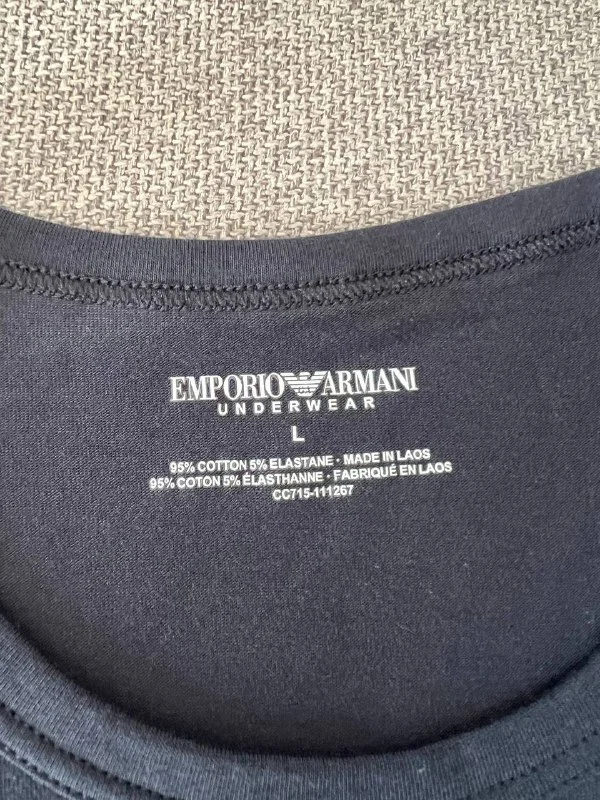 EMPORIO ARMANI
UNDERWEAR
L
95% COTTON 5% ELASTANE · MADE IN LAOS
95% COTON 5% ÉLASTHANNE · FABRIQUÉ EN LAOS
CC715-111267